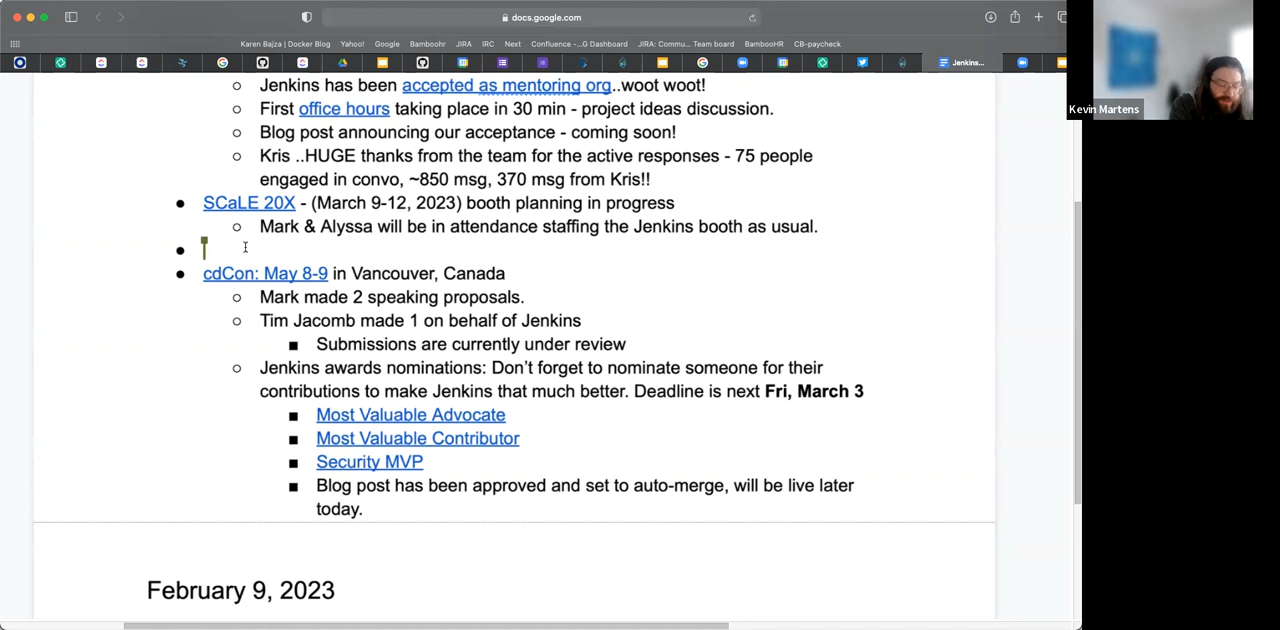 docs.google.com
Karen Bajza | Docker Blog Yahoo! Google Bamboohr JIRA IRC Next Confluence -...G Dashboard JIRA: Commu... Team board BambooHR CB-paycheck
Jenkins...
Kevin Martens
○ Jenkins has been accepted as mentoring org..woot woot!
○ First office hours taking place in 30 min - project ideas discussion.
○ Blog post announcing our acceptance - coming soon!
○ Kris ..HUGE thanks from the team for the active responses - 75 people
engaged in convo, ~850 msg, 370 msg from Kris!!
● SCaLE 20X - (March 9-12, 2023) booth planning in progress
○ Mark & Alyssa will be in attendance staffing the Jenkins booth as usual.
●
● cdCon: May 8-9 in Vancouver, Canada
○ Mark made 2 speaking proposals.
○ Tim Jacomb made 1 on behalf of Jenkins
■ Submissions are currently under review
○ Jenkins awards nominations: Don't forget to nominate someone for their
contributions to make Jenkins that much better. Deadline is next Fri, March 3
■ Most Valuable Advocate
■ Most Valuable Contributor
■ Security MVP
■ Blog post has been approved and set to auto-merge, will be live later
today.
February 9, 2023